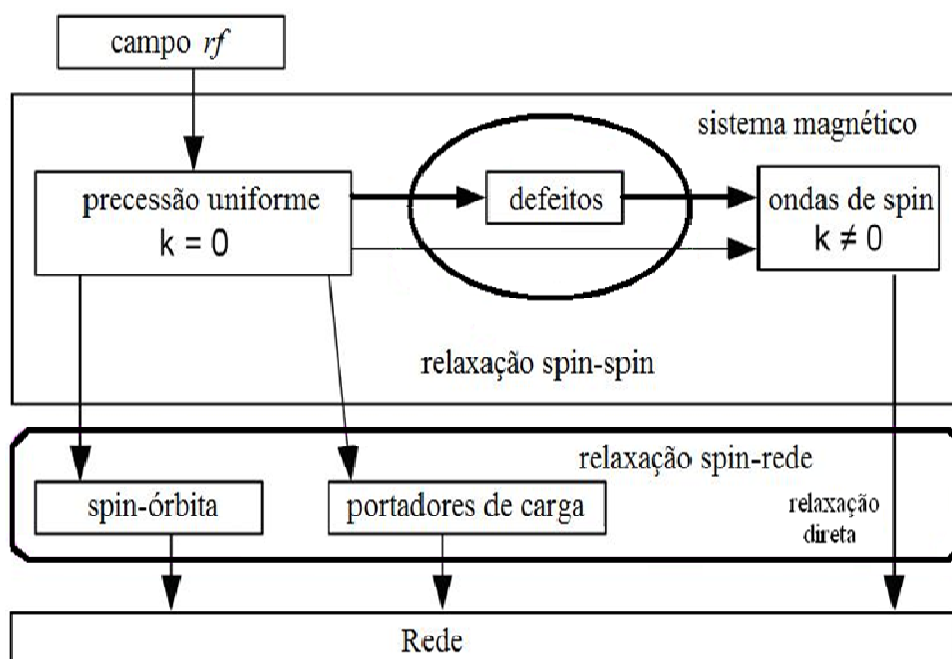 campo rf
sistema magnético
precessão uniforme
k = 0
defeitos
ondas de spin
k ≠ 0
relaxação spin-spin
relaxação spin-rede
spin-órbita
portadores de carga
relaxação
direta
Rede